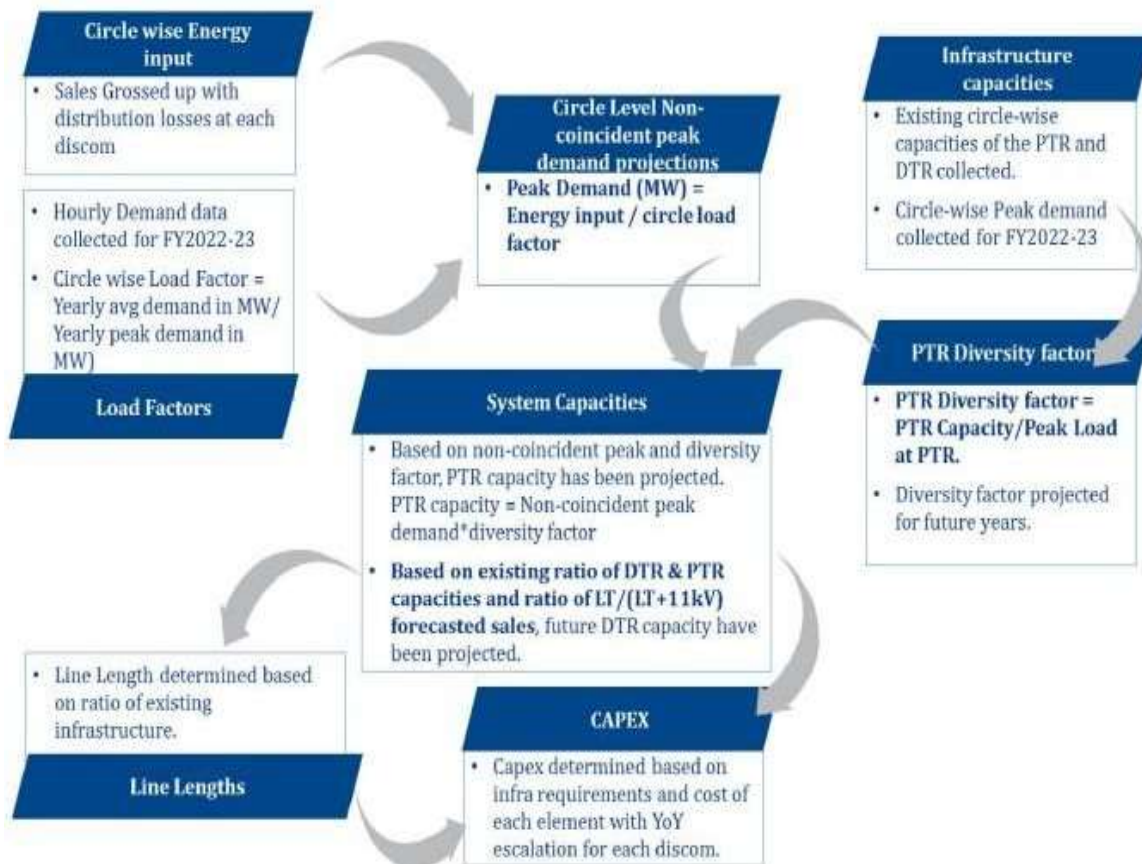 Circle wise Energy
input
• Sales Grossed up with
distribution losses at each
discom
• Hourly Demand data
collected for FY2022-23
• Circle wise Load Factor =
Yearly avg demand in MW/
Yearly peak demand in
MW)
Load Factors
Circle Level Non-
coincident peak
demand projections
• Peak Demand (MW) =
Energy input / circle load
factor
Infrastructure
capacities
• Existing circle-wise
capacities of the PTR and
DTR collected.
• Circle-wise Peak demand
collected for FY2022-23
PTR Diversity factor
• PTR Diversity factor =
PTR Capacity/Peak Load
at PTR.
• Diversity factor projected
for future years.
System Capacities
• Based on non-coincident peak and diversity
factor, PTR capacity has been projected.
PTR capacity = Non-coincident peak
demand*diversity factor
• Based on existing ratio of DTR & PTR
capacities and ratio of LT/(LT+11kV)
forecasted sales, future DTR capacity have
been projected.
• Line Length determined based
on ratio of existing
infrastructure.
Line Lengths
CAPEX
• Capex determined based on
infra requirements and cost of
each element with YoY
escalation for each discom.